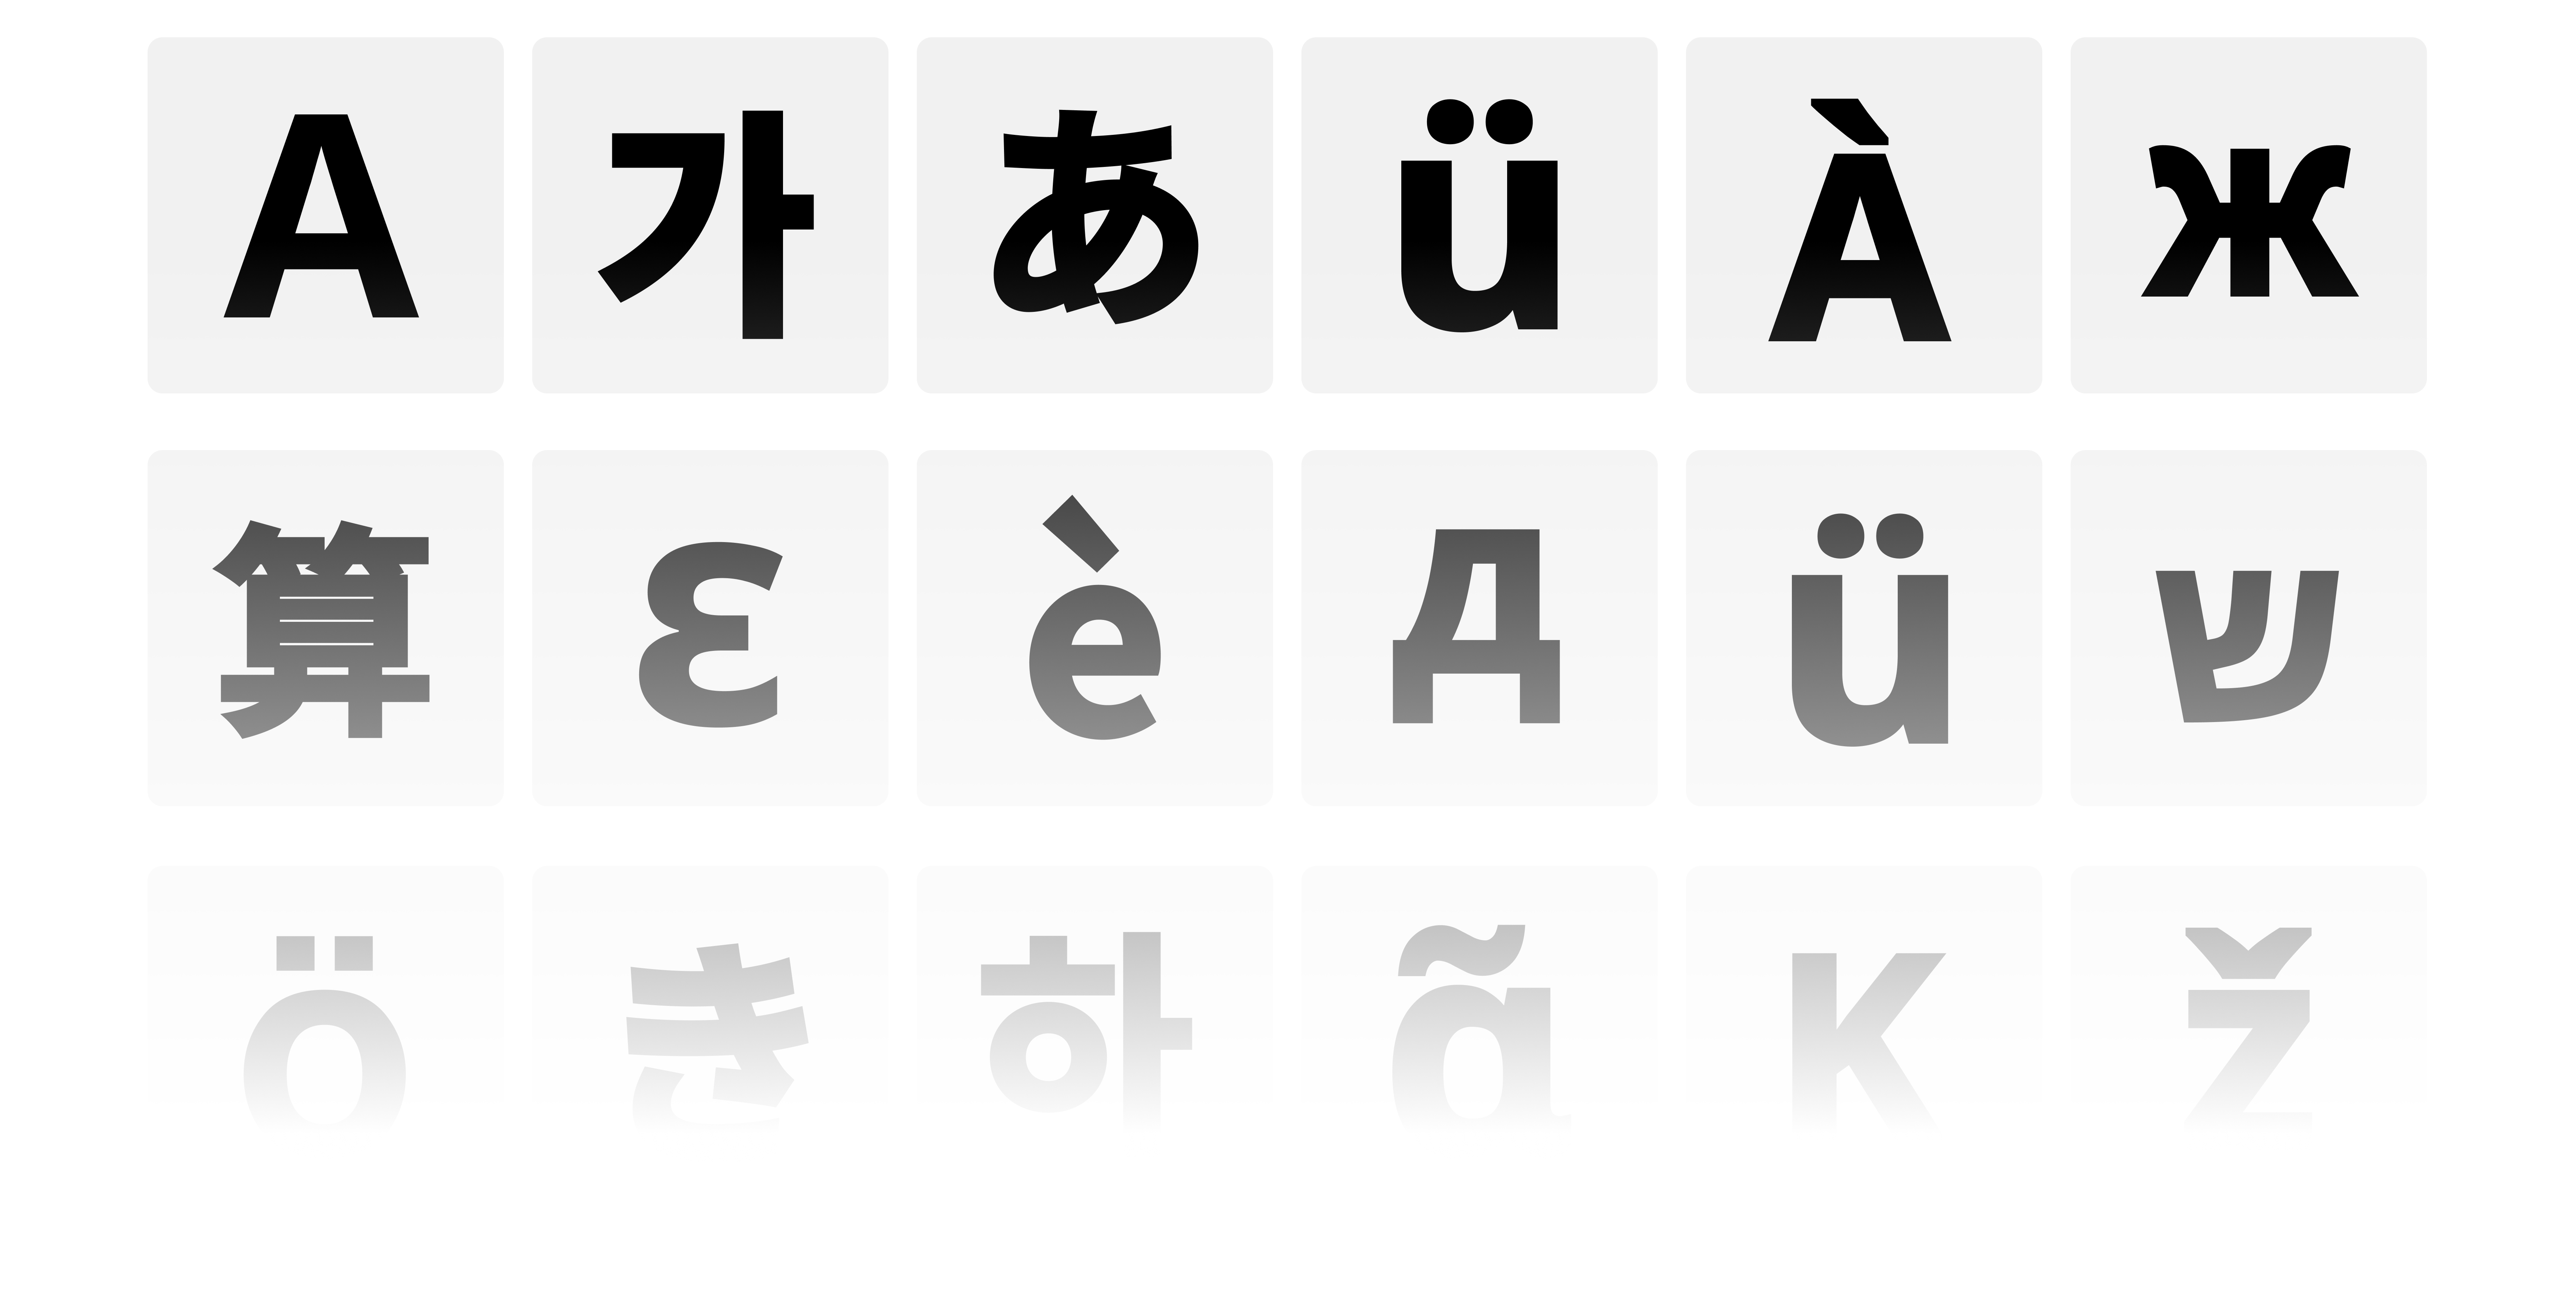 A 가 あ ü À ж
算 ε è Д ü ש
ö き 하 ã K ž